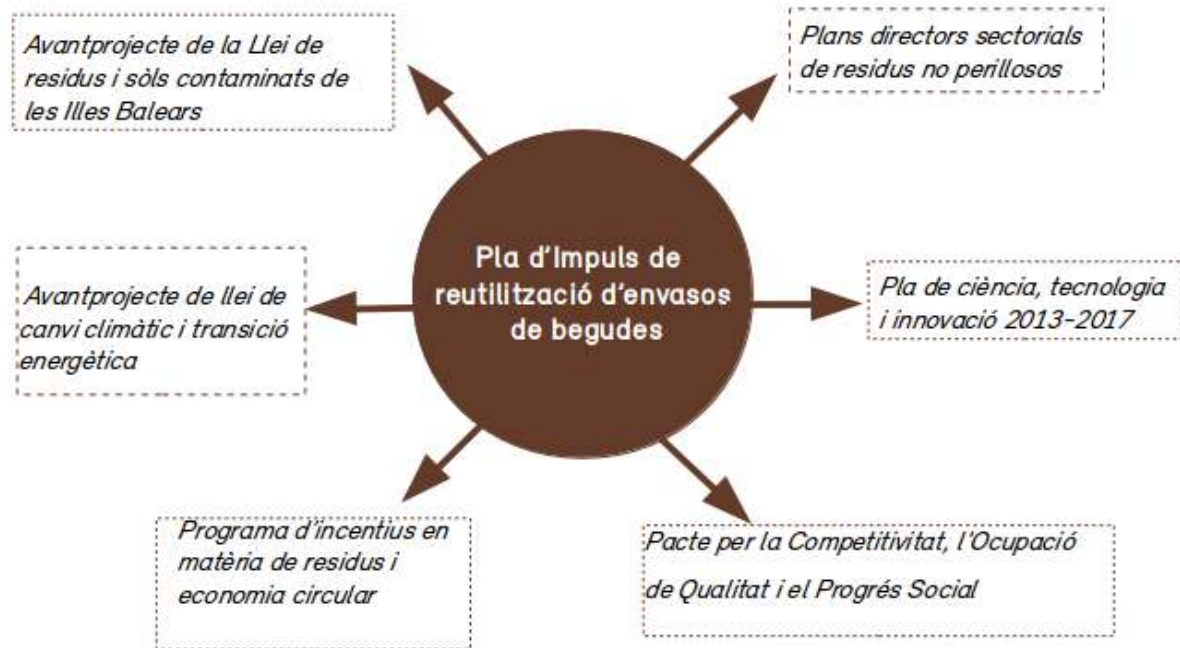 Avantprojecte de la Llei de
residus i sòls contaminats de
les Illes Balears
Plans directors sectorials
de residus no perillosos
Pla d'Impuls de
reutilització d'envasos
de begudes
Avantprojecte de llei de
canvi climàtic i transició
energètica
Pla de ciència, tecnologia
i innovació 2013-2017
Programa d'incentius en
matèria de residus i
economia circular
Pacte per la Competitivitat, l'Ocupació
de Qualitat i el Progrés Social